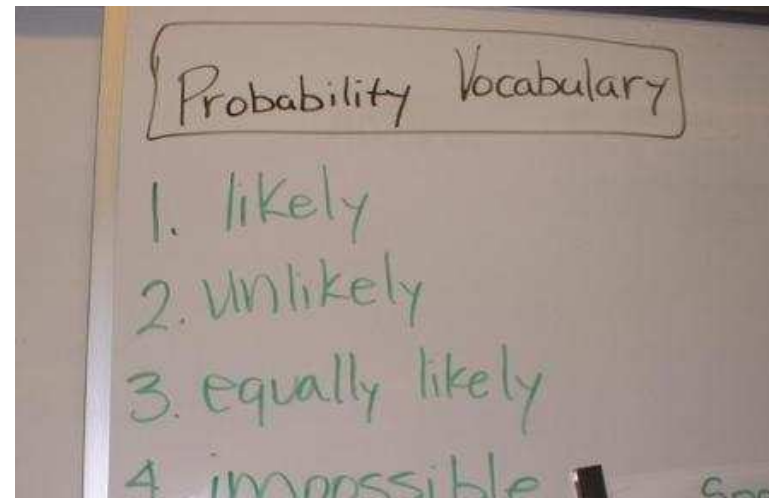 Probability Vocabulary
1. likely
2. Unlikely
3. equally likely
4 impossible